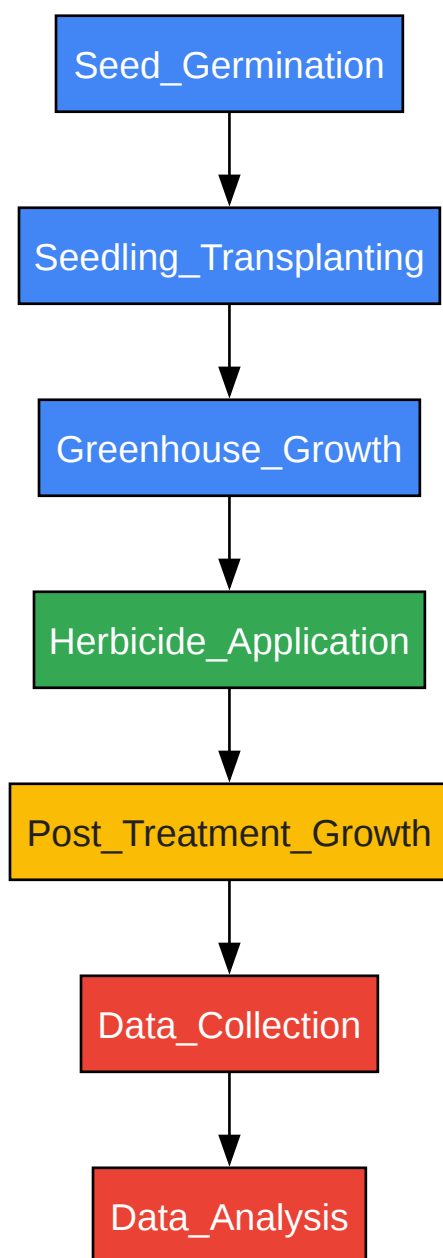 Seed_Germination
Seedling_Transplanting
Greenhouse_Growth
Herbicide_Application
Post_Treatment_Growth
Data_Collection
Data_Analysis